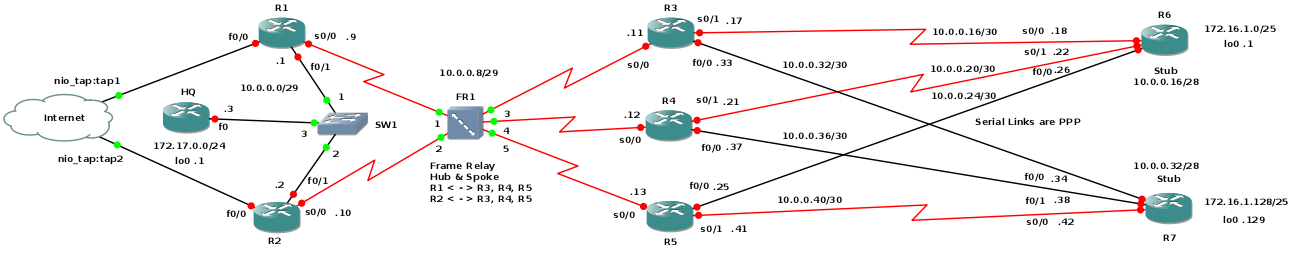 R1
f0/0
s0/0 .9
.1
f0/1
nio_tap:tap1
Internet
nio_tap:tap2
HQ
.3
f0
172.17.0.0/24
lo0 .1
10.0.0.0/29
1
3
2
SW1
.2
f0/1
f0/0
s0/0 .10
R2
10.0.0.8/29
FR1
1
2
3
4
5
Frame Relay
Hub & Spoke
R1 < - > R3, R4, R5
R2 < - > R3, R4, R5
R3
s0/1 .17
.11
s0/0
f0/0 .33
R4
s0/1 .21
.12
s0/0
f0/0 .37
R5
f0/0 .25
.13
s0/0
s0/1 .41
10.0.0.16/30
10.0.0.32/30
10.0.0.20/30
10.0.0.24/30
Serial Links are PPP
10.0.0.36/30
10.0.0.40/30
R6
s0/0 .18
s0/1 .22
f0/0 .26
172.16.1.0/25
lo0 .1
Stub
10.0.0.16/28
10.0.0.32/28
Stub
f0/0 .34
f0/1 .38
s0/0 .42
172.16.1.128/25
lo0 .129
R7